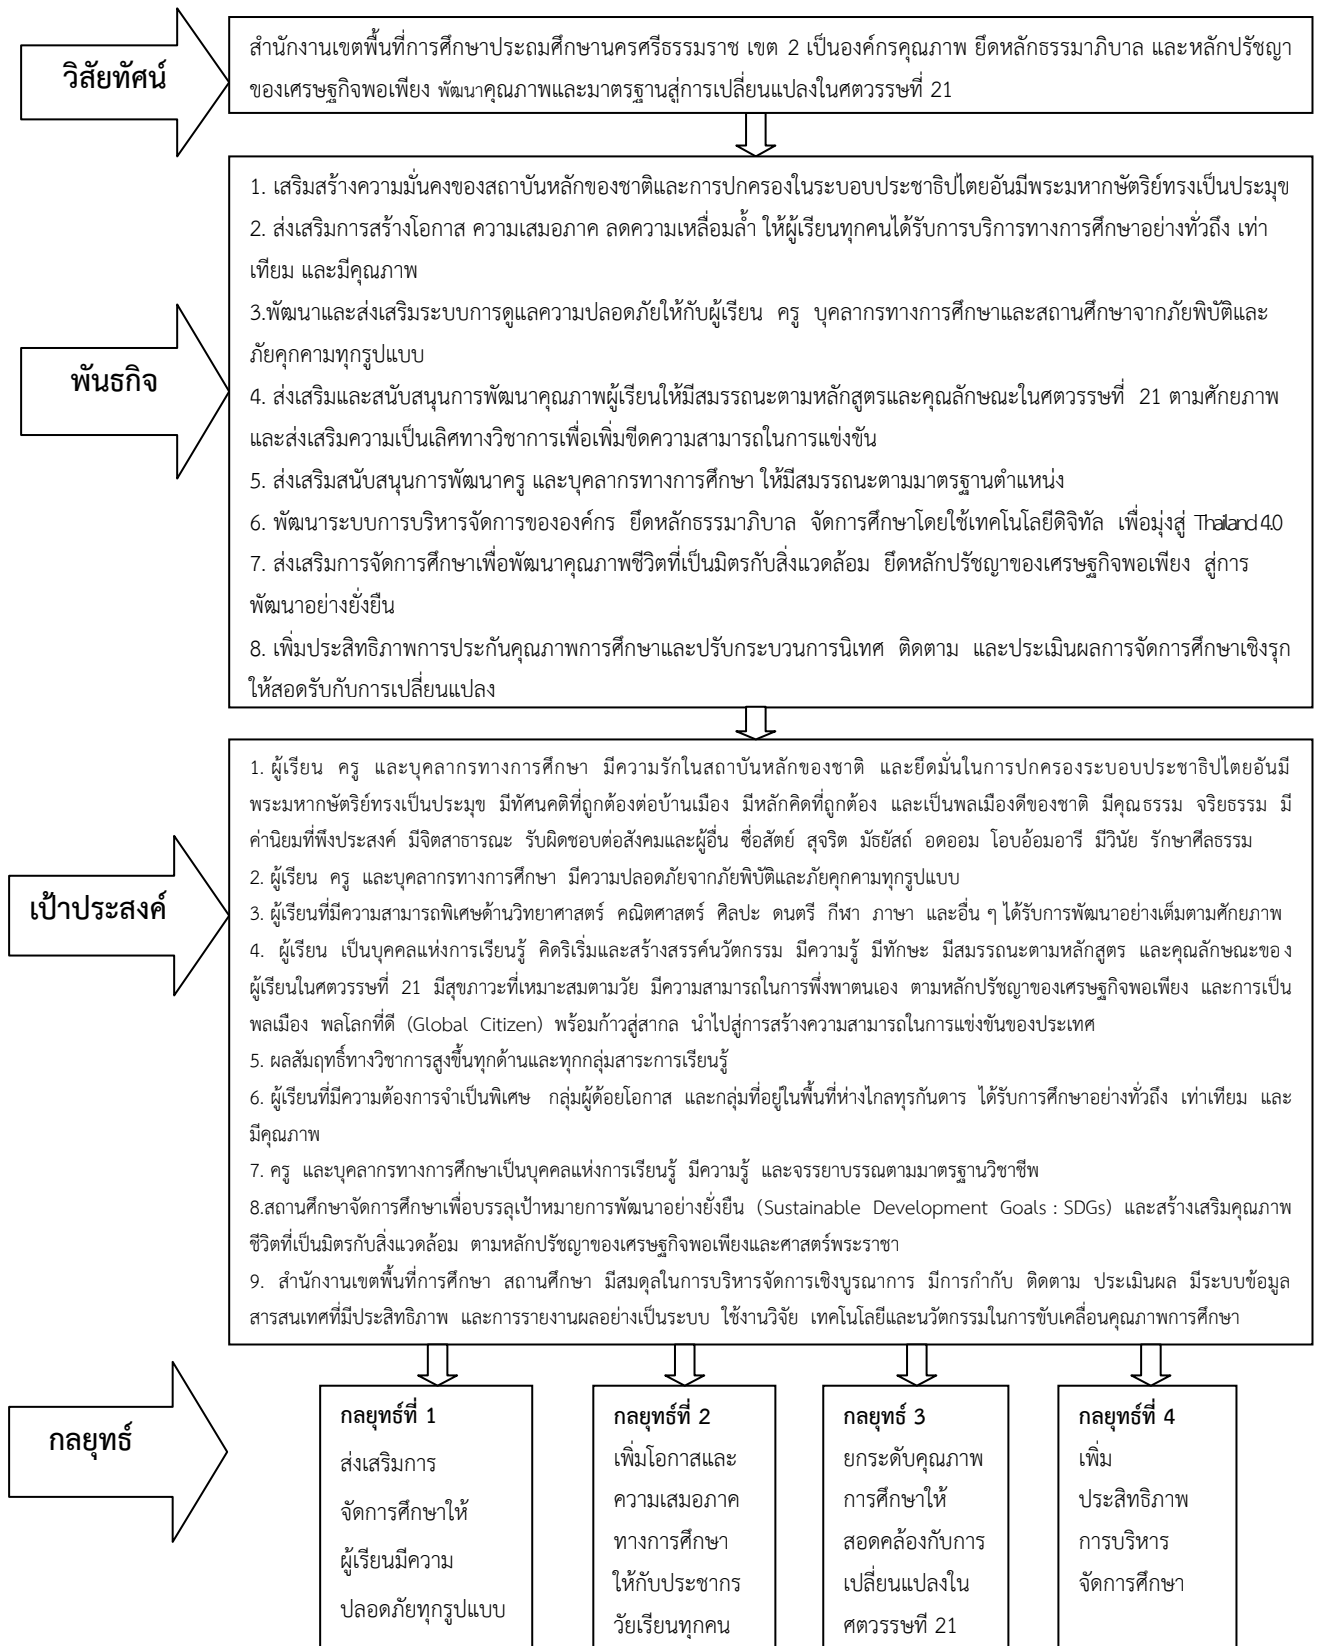 วิสัยทัศน์
สำนักงานเขตพื้นที่การศึกษาประถมศึกษานครศรีธรรมราช เขต 2 เป็นองค์กรคุณภาพ ยึดหลักธรรมาภิบาล และหลักปรัชญา
ของเศรษฐกิจพอเพียง พัฒนาคุณภาพและมาตรฐานสู่การเปลี่ยนแปลงในศตวรรษที่ 21
พันธกิจ
1. เสริมสร้างความมั่นคงของสถาบันหลักของชาติและการปกครองในระบอบประชาธิปไตยอันมีพระมหากษัตริย์ทรงเป็นประมุข
2. ส่งเสริมการสร้างโอกาส ความเสมอภาค ลดความเหลื่อมล้ำ ให้ผู้เรียนทุกคนได้รับการบริการทางการศึกษาอย่างทั่วถึง เท่า
เทียม และมีคุณภาพ
3.พัฒนาและส่งเสริมระบบการดูแลความปลอดภัยให้กับผู้เรียน ครู บุคลากรทางการศึกษาและสถานศึกษาจากภัยพิบัติและ
ภัยคุกคามทุกรูปแบบ
4. ส่งเสริมและสนับสนุนการพัฒนาคุณภาพผู้เรียนให้มีสมรรถนะตามหลักสูตรและคุณลักษณะในศตวรรษที่ 21 ตามศักยภาพ
และส่งเสริมความเป็นเลิศทางวิชาการเพื่อเพิ่มขีดความสามารถในการแข่งขัน
5. ส่งเสริมสนับสนุนการพัฒนาครู และบุคลากรทางการศึกษา ให้มีสมรรถนะตามมาตรฐานตำแหน่ง
6. พัฒนาระบบการบริหารจัดการขององค์กร ยึดหลักธรรมาภิบาล จัดการศึกษาโดยใช้เทคโนโลยีดิจิทัล เพื่อมุ่งสู่ Thailand 4.0
7. ส่งเสริมการจัดการศึกษาเพื่อพัฒนาคุณภาพชีวิตที่เป็นมิตรกับสิ่งแวดล้อม ยึดหลักปรัชญาของเศรษฐกิจพอเพียง สู่การ
พัฒนาอย่างยั่งยืน
8. เพิ่มประสิทธิภาพการประกันคุณภาพการศึกษาและปรับกระบวนการนิเทศ ติดตาม และประเมินผลการจัดการศึกษาเชิงรุก
ให้สอดรับกับการเปลี่ยนแปลง
เป้าประสงค์
1. ผู้เรียน ครู และบุคลากรทางการศึกษา มีความรักในสถาบันหลักของชาติ และยึดมั่นในการปกครองระบอบประชาธิปไตยอันมี
พระมหากษัตริย์ทรงเป็นประมุข มีทัศนคติที่ถูกต้องต่อบ้านเมือง มีหลักคิดที่ถูกต้อง และเป็นพลเมืองดีของชาติ มีคุณธรรม จริยธรรม มี
ค่านิยมที่พึงประสงค์ มีจิตสาธารณะ รับผิดชอบต่อสังคมและผู้อื่น ซื่อสัตย์ สุจริต มัธยัสถ์ อดออม โอบอ้อมอารี มีวินัย รักษาศีลธรรม
2. ผู้เรียน ครู และบุคลากรทางการศึกษา มีความปลอดภัยจากภัยพิบัติและภัยคุกคามทุกรูปแบบ
3. ผู้เรียนที่มีความสามารถพิเศษด้านวิทยาศาสตร์ คณิตศาสตร์ ศิลปะ ดนตรี กีฬา ภาษา และอื่น ๆ ได้รับการพัฒนาอย่างเต็มตามศักยภาพ
4. ผู้เรียน เป็นบุคคลแห่งการเรียนรู้ คิดริเริ่มและสร้างสรรค์นวัตกรรม มีความรู้ มีทักษะ มีสมรรถนะตามหลักสูตร และคุณลักษณะของ
ผู้เรียนในศตวรรษที่ 21 มีสุขภาวะที่เหมาะสมตามวัย มีความสามารถในการพึ่งพาตนเอง ตามหลักปรัชญาของเศรษฐกิจพอเพียง และการเป็น
พลเมือง พลโลกที่ดี (Global Citizen) พร้อมก้าวสู่สากล นำไปสู่การสร้างความสามารถในการแข่งขันของประเทศ
5. ผลสัมฤทธิ์ทางวิชาการสูงขึ้นทุกด้านและทุกกลุ่มสาระการเรียนรู้
6. ผู้เรียนที่มีความต้องการจำเป็นพิเศษ กลุ่มผู้ด้อยโอกาส และกลุ่มที่อยู่ในพื้นที่ห่างไกลทุรกันดาร ได้รับการศึกษาอย่างทั่วถึง เท่าเทียม และ
มีคุณภาพ
7. ครู และบุคลากรทางการศึกษาเป็นบุคคลแห่งการเรียนรู้ มีความรู้ และจรรยาบรรณตามมาตรฐานวิชาชีพ
8.สถานศึกษาจัดการศึกษาเพื่อบรรลุเป้าหมายการพัฒนาอย่างยั่งยืน (Sustainable Development Goals : SDGs) และสร้างเสริมคุณภาพ
ชีวิตที่เป็นมิตรกับสิ่งแวดล้อม ตามหลักปรัชญาของเศรษฐกิจพอเพียงและศาสตร์พระราชา
9. สำนักงานเขตพื้นที่การศึกษา สถานศึกษา มีสมดุลในการบริหารจัดการเชิงบูรณาการ มีการกำกับ ติดตาม ประเมินผล มีระบบข้อมูล
สารสนเทศที่มีประสิทธิภาพ และการรายงานผลอย่างเป็นระบบ ใช้งานวิจัย เทคโนโลยีและนวัตกรรมในการขับเคลื่อนคุณภาพการศึกษา
กลยุทธ์
กลยุทธ์ที่ 1
ส่งเสริมการ
จัดการศึกษาให้
ผู้เรียนมีความ
ปลอดภัยทุกรูปแบบ
กลยุทธ์ที่ 2
เพิ่มโอกาสและ
ความเสมอภาค
ทางการศึกษา
ให้กับประชากร
วัยเรียนทุกคน
กลยุทธ์ 3
ยกระดับคุณภาพ
การศึกษาให้
สอดคล้องกับการ
เปลี่ยนแปลงใน
ศตวรรษที 21
กลยุทธ์ที่ 4
เพิ่ม
ประสิทธิภาพ
การบริหาร
จัดการศึกษา